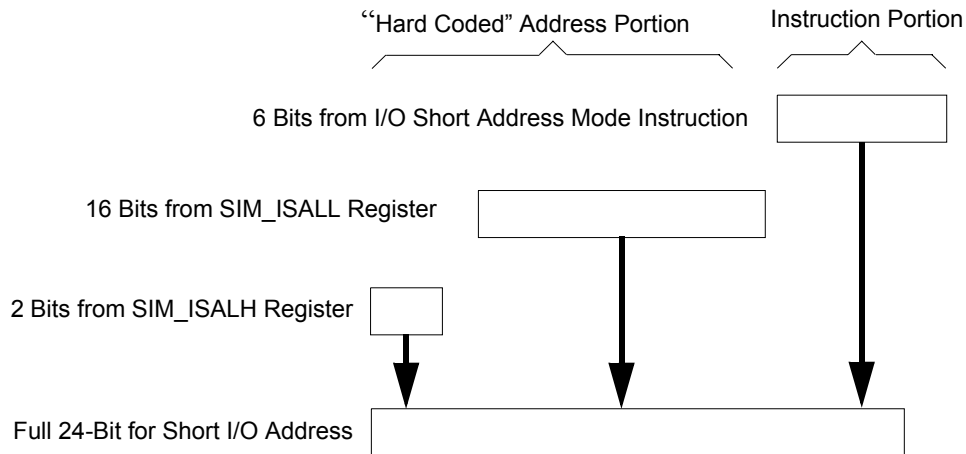 “Hard Coded” Address Portion
Instruction Portion
6 Bits from I/O Short Address Mode Instruction
16 Bits from SIM_ISALL Register
2 Bits from SIM_ISALH Register
Full 24-Bit for Short I/O Address